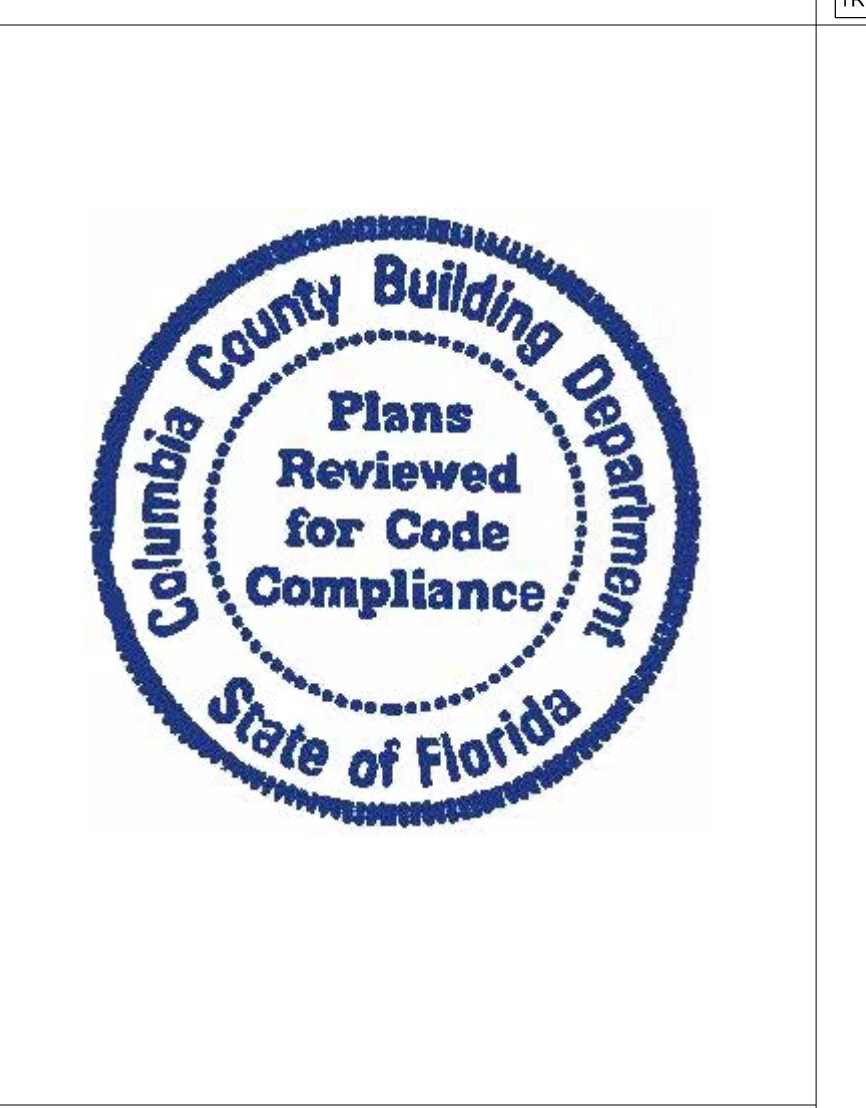 Columbia County Building Department
Plans
Reviewed
for Code
Compliance
State of Florida